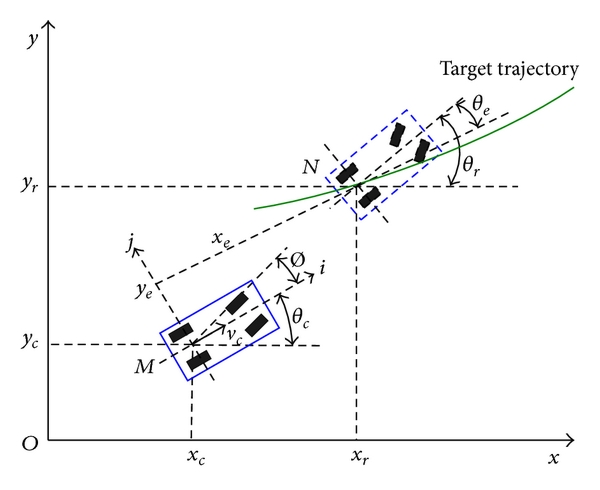 y
Target trajectory
θe
N
θr
yr
j
xe
Ø
i
ye
θc
yc
vc
M
O
xc
xr
x